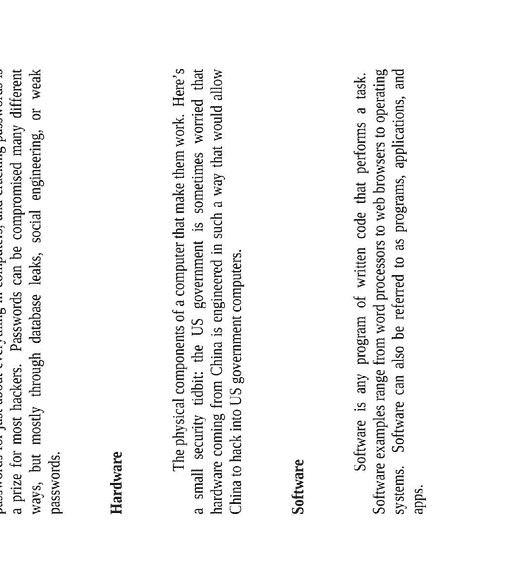 passwords for just about everything in computers, and cracking passwords is
a prize for most hackers. Passwords can be compromised many different
ways, but mostly through database leaks, social engineering, or weak
passwords.
Hardware
The physical components of a computer that make them work. Here's
a small security tidbit: the US government is sometimes worried that
hardware coming from China is engineered in such a way that would allow
China to hack into US government computers.
Software
Software is any program of written code that performs a task.
Software examples range from word processors to web browsers to operating
systems. Software can also be referred to as programs, applications, and
apps.